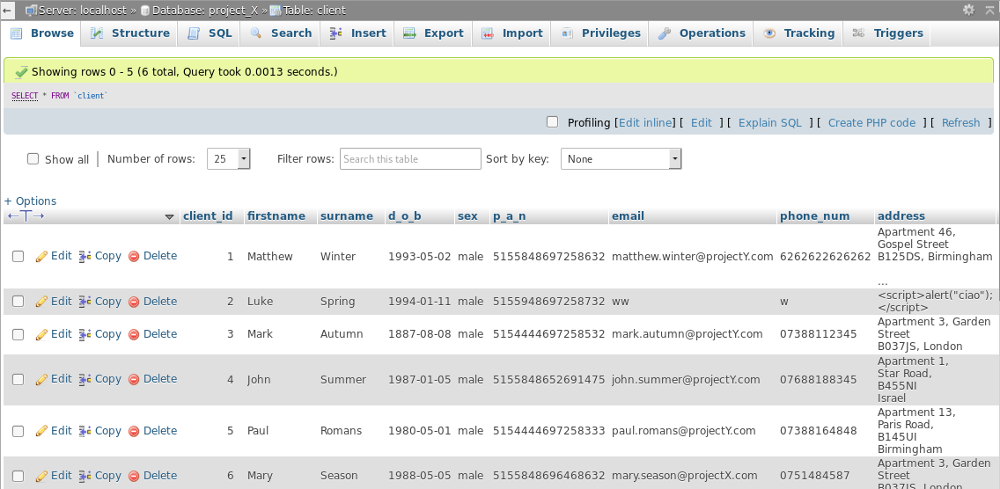 Server: localhost » Database: project_X » Table: client
Browse Structure SQL Search Insert Export Import Privileges Operations Tracking Triggers
Showing rows 0 - 5 (6 total, Query took 0.0013 seconds.)
SELECT * FROM `client`
Profiling [Edit inline] [ Edit ] [ Explain SQL ] [ Create PHP code ] [ Refresh ]
Show all | Number of rows: 25 Filter rows: Search this table Sort by key: None
+ Options
←T→ client_id firstname surname d_o_b sex p_a_n email phone_num address
Edit Copy Delete 1 Matthew Winter 1993-05-02 male 5155848697258632 matthew.winter@projectY.com 6262622626262 Apartment 46,
Gospel Street
B125DS, Birmingham
...
Edit Copy Delete 2 Luke Spring 1994-01-11 male 5155948697258732 ww w <script>alert("ciao");
</script>
Edit Copy Delete 3 Mark Autumn 1887-08-08 male 5154444697258532 mark.autumn@projectY.com 07388112345 Apartment 3, Garden
Street
B037JS, London
Edit Copy Delete 4 John Summer 1987-01-05 male 5155848652691475 john.summer@projectY.com 07688188345 Apartment 1,
Star Road,
B455NI
Israel
Edit Copy Delete 5 Paul Romans 1980-05-01 male 5154444697258333 paul.romans@projectY.com 07388164848 Apartment 13,
Paris Road,
B145UI
Birmingham
Edit Copy Delete 6 Mary Season 1988-05-05 male 5155848696468632 mary.season@projectX.com 0751484587 Apartment 3, Garden
Street
B037JS, London